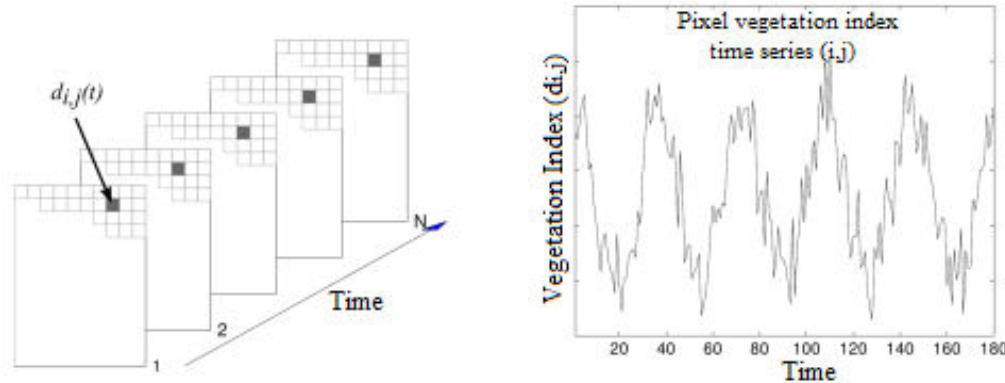 d_{i,j}(t)
N
Time
2
1
Pixel vegetation index
time series (i,j)
Vegetation Index (di,j)
20 40 60 80 100 120 140 160 180
Time